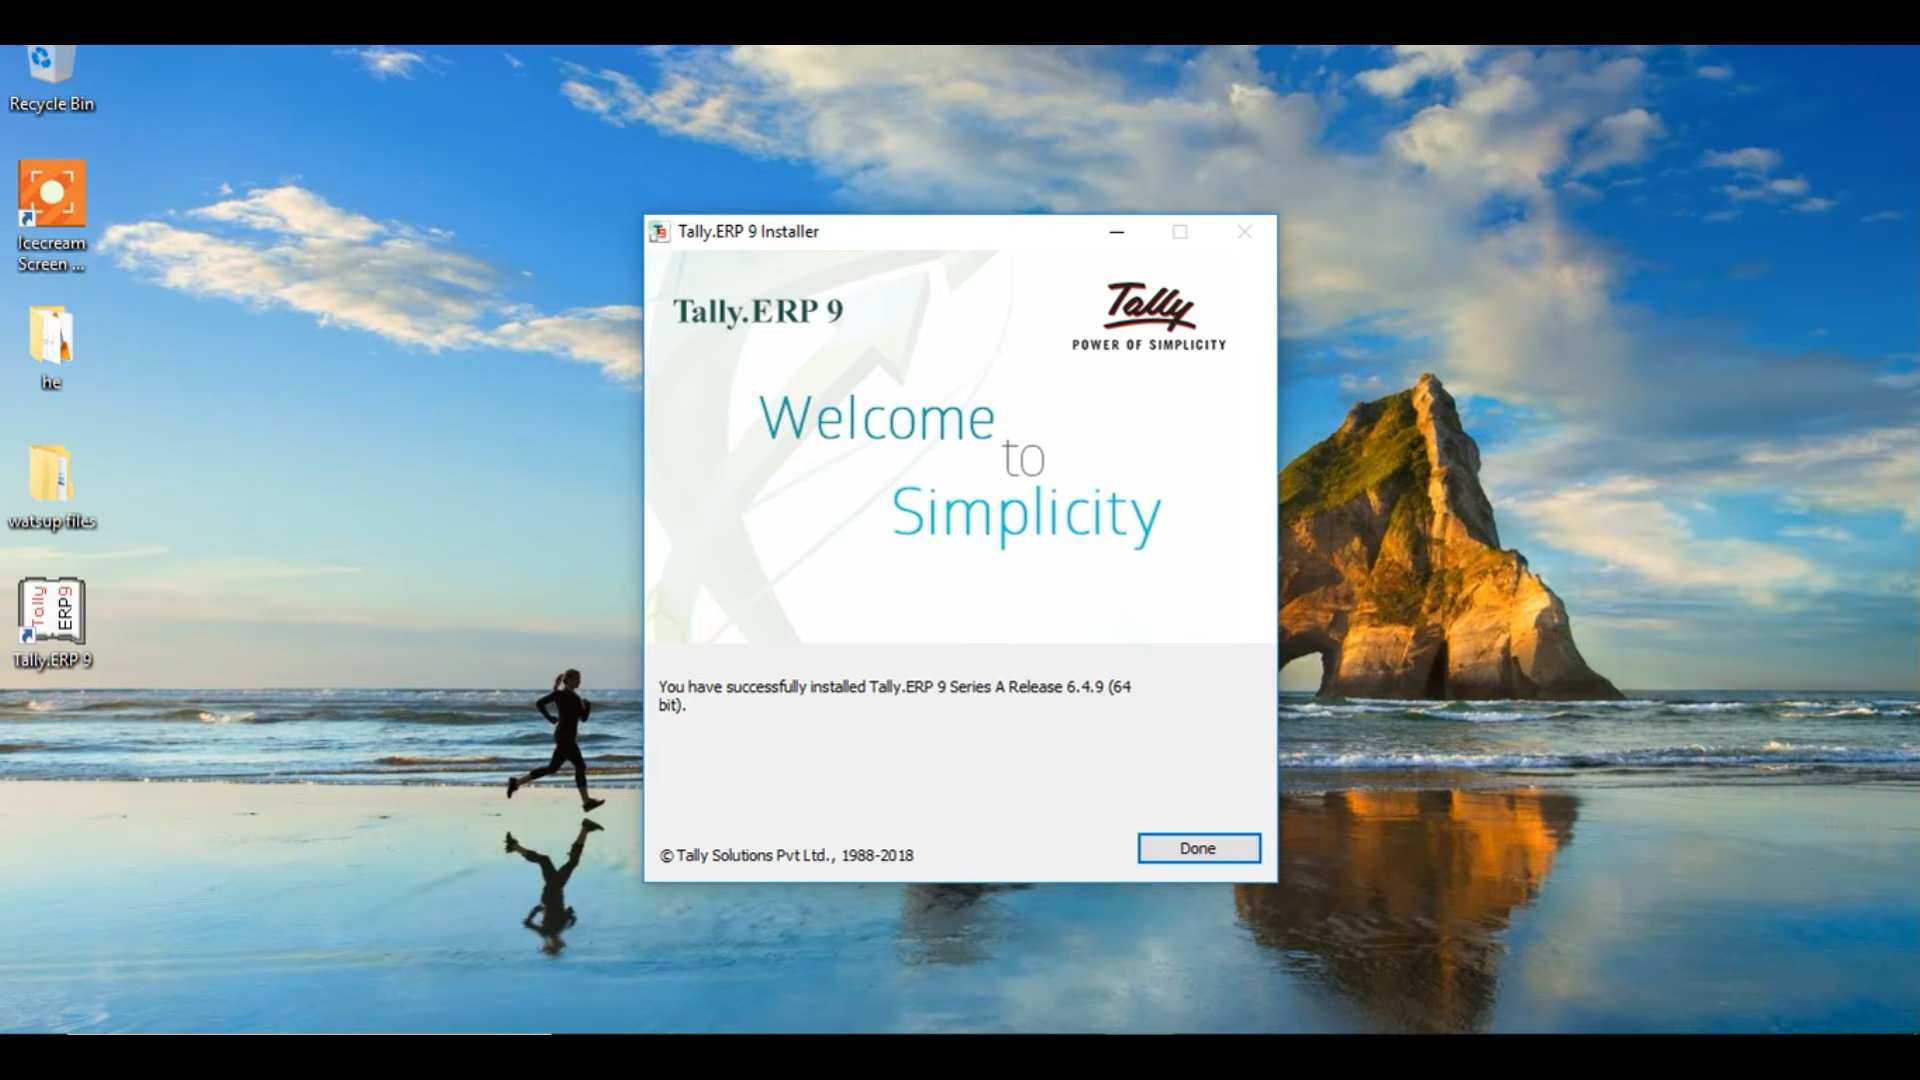 Recycle Bin
Icecream
Screen ...
he
watsup files
Tally
ERP9
Tally.ERP 9
Tally.ERP 9 Installer
Tally.ERP 9
Tally
POWER OF SIMPLICITY
Welcome
to
Simplicity
You have successfully installed Tally.ERP 9 Series A Release 6.4.9 (64
bit).
© Tally Solutions Pvt Ltd., 1988-2018
Done